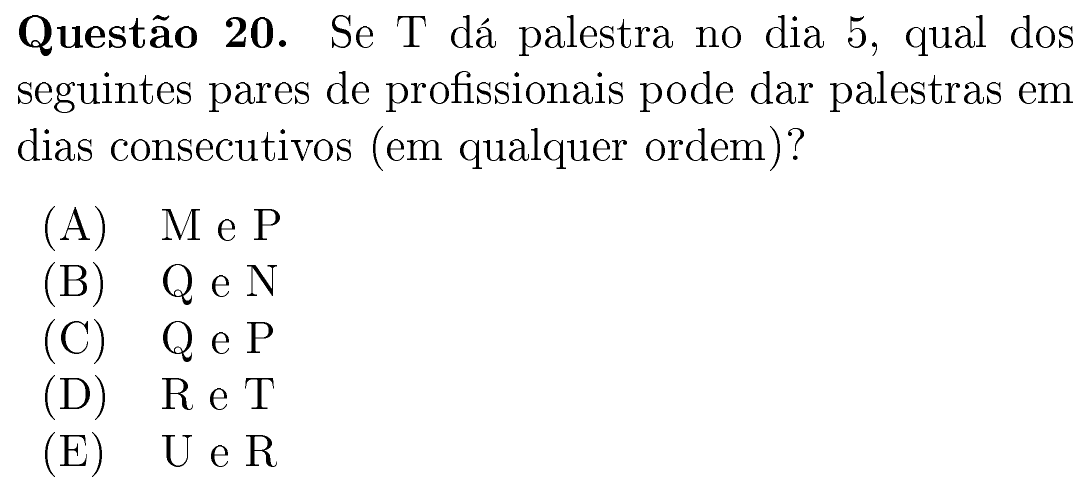 Questão 20. Se T dá palestra no dia 5, qual dos
seguintes pares de profissionais pode dar palestras em
dias consecutivos (em qualquer ordem)?
(A) M e P
(B) Q e N
(C) Q e P
(D) R e T
(E) U e R